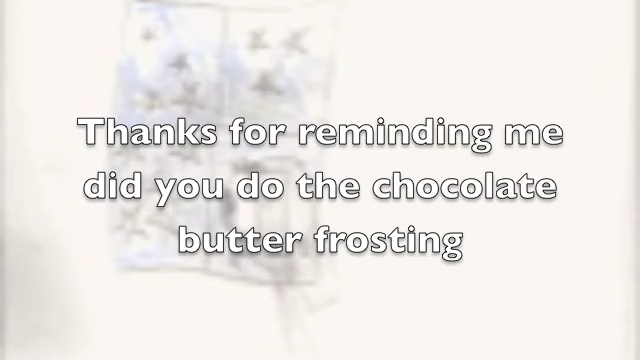 Thanks for reminding me
did you do the chocolate
butter frosting